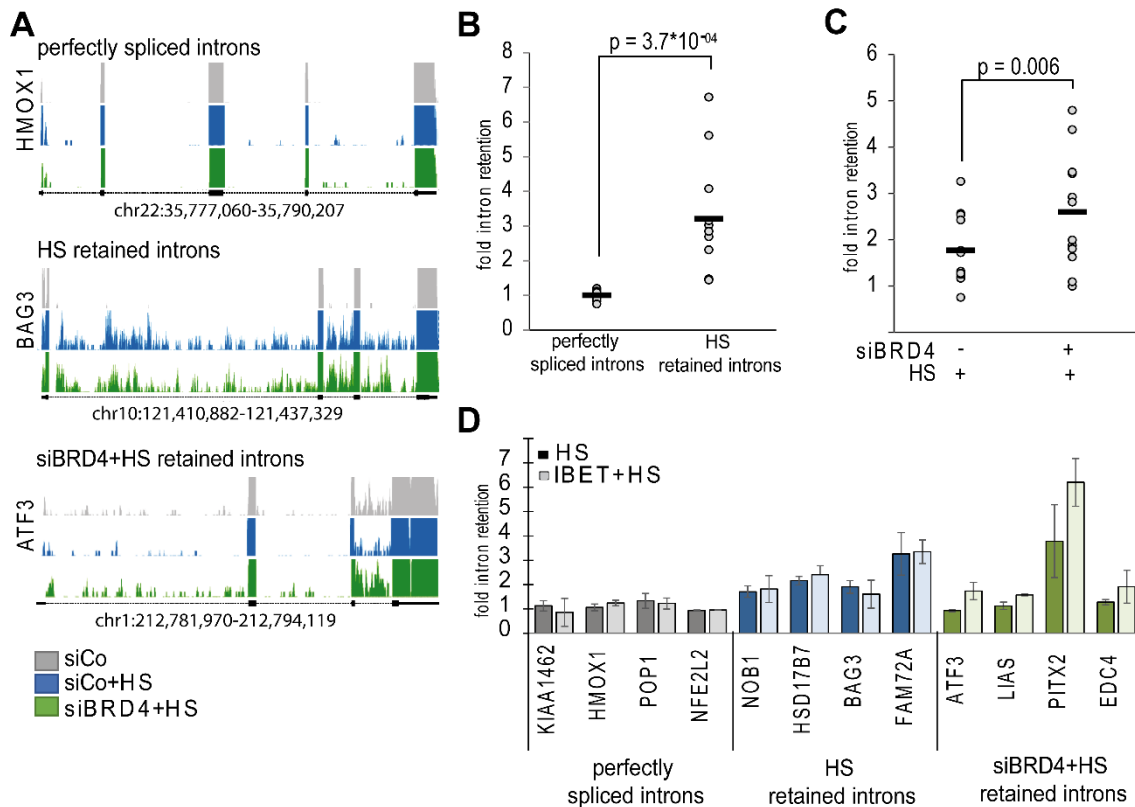 A
perfectly spliced introns
HMOX1
chr22:35,777,060-35,790,207
HS retained introns
BAG3
chr10:121,410,882-121,437,329
siBRD4+HS retained introns
ATF3
chr1:212,781,970-212,794,119
siCo
siCo+HS
siBRD4+HS
B
p = 3.7*10⁻⁰⁴
fold intron retention
8
7
6
5
4
3
2
1
0
perfectly spliced introns
HS retained introns
C
p = 0.006
fold intron retention
6
5
4
3
2
1
0
siBRD4 - +
HS + +
D
HS
IBET+HS
fold intron retention
7
6
5
4
3
2
1
0
KIAA1462
HMOX1
POP1
NFE2L2
NOB1
HSD17B7
BAG3
FAM72A
ATF3
LIAS
PITX2
EDC4
perfectly spliced introns
HS retained introns
siBRD4+HS retained introns